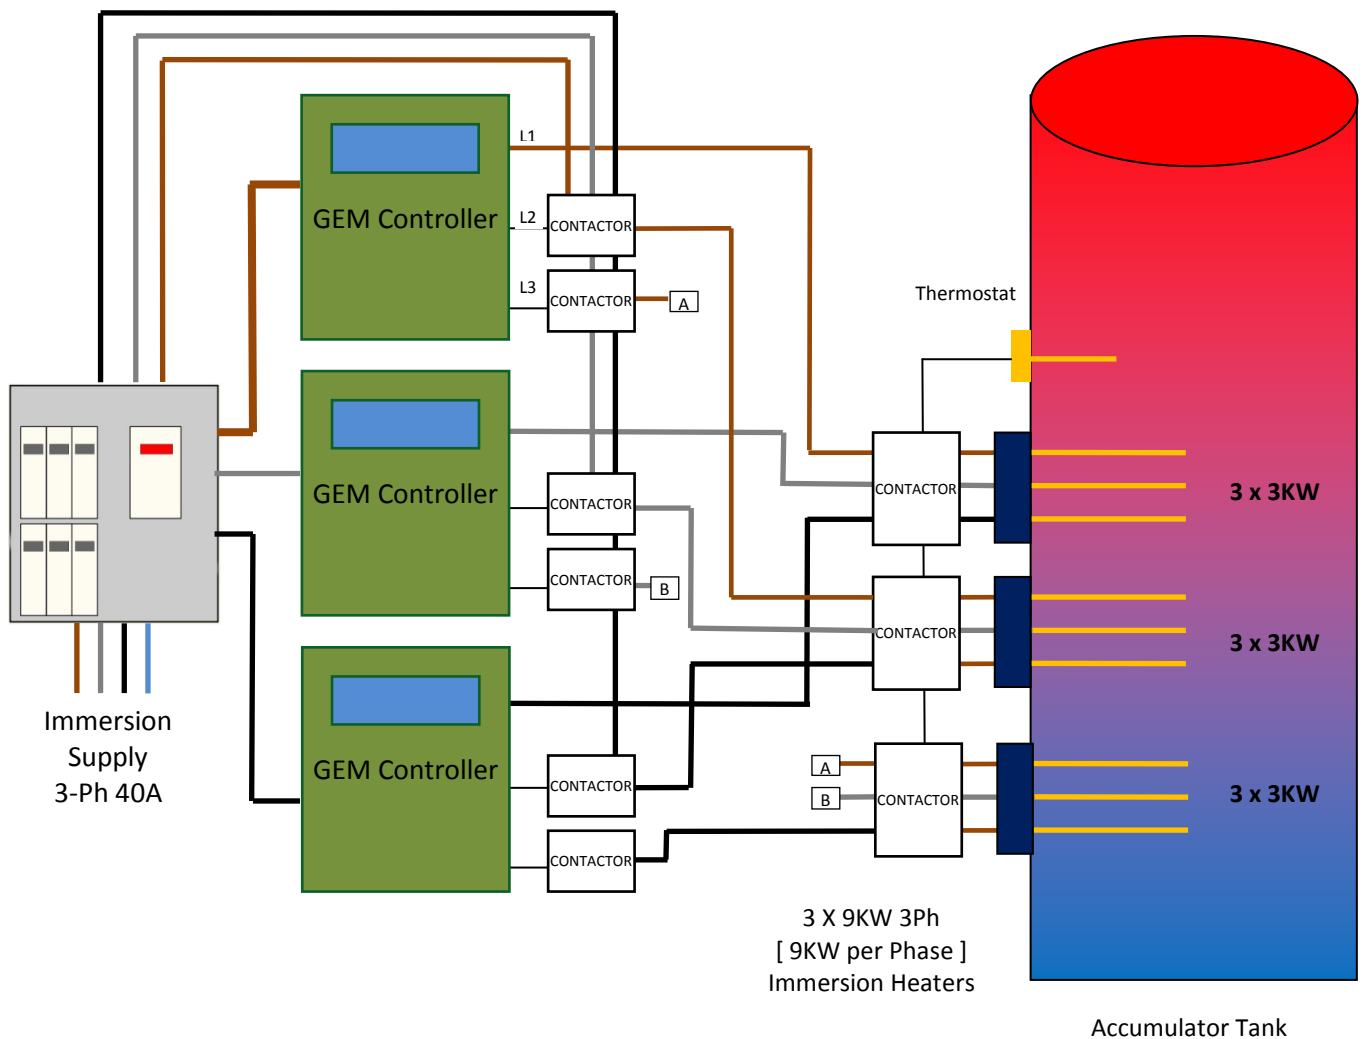 L1
GEM Controller
L2
CONTACTOR
L3
CONTACTOR
A
Thermostat
GEM Controller
CONTACTOR
CONTACTOR
B
CONTACTOR
3 x 3KW
CONTACTOR
3 x 3KW
GEM Controller
CONTACTOR
CONTACTOR
A
B
CONTACTOR
3 x 3KW
Immersion
Supply
3-Ph 40A
3 X 9KW 3Ph
[ 9KW per Phase ]
Immersion Heaters
Accumulator Tank